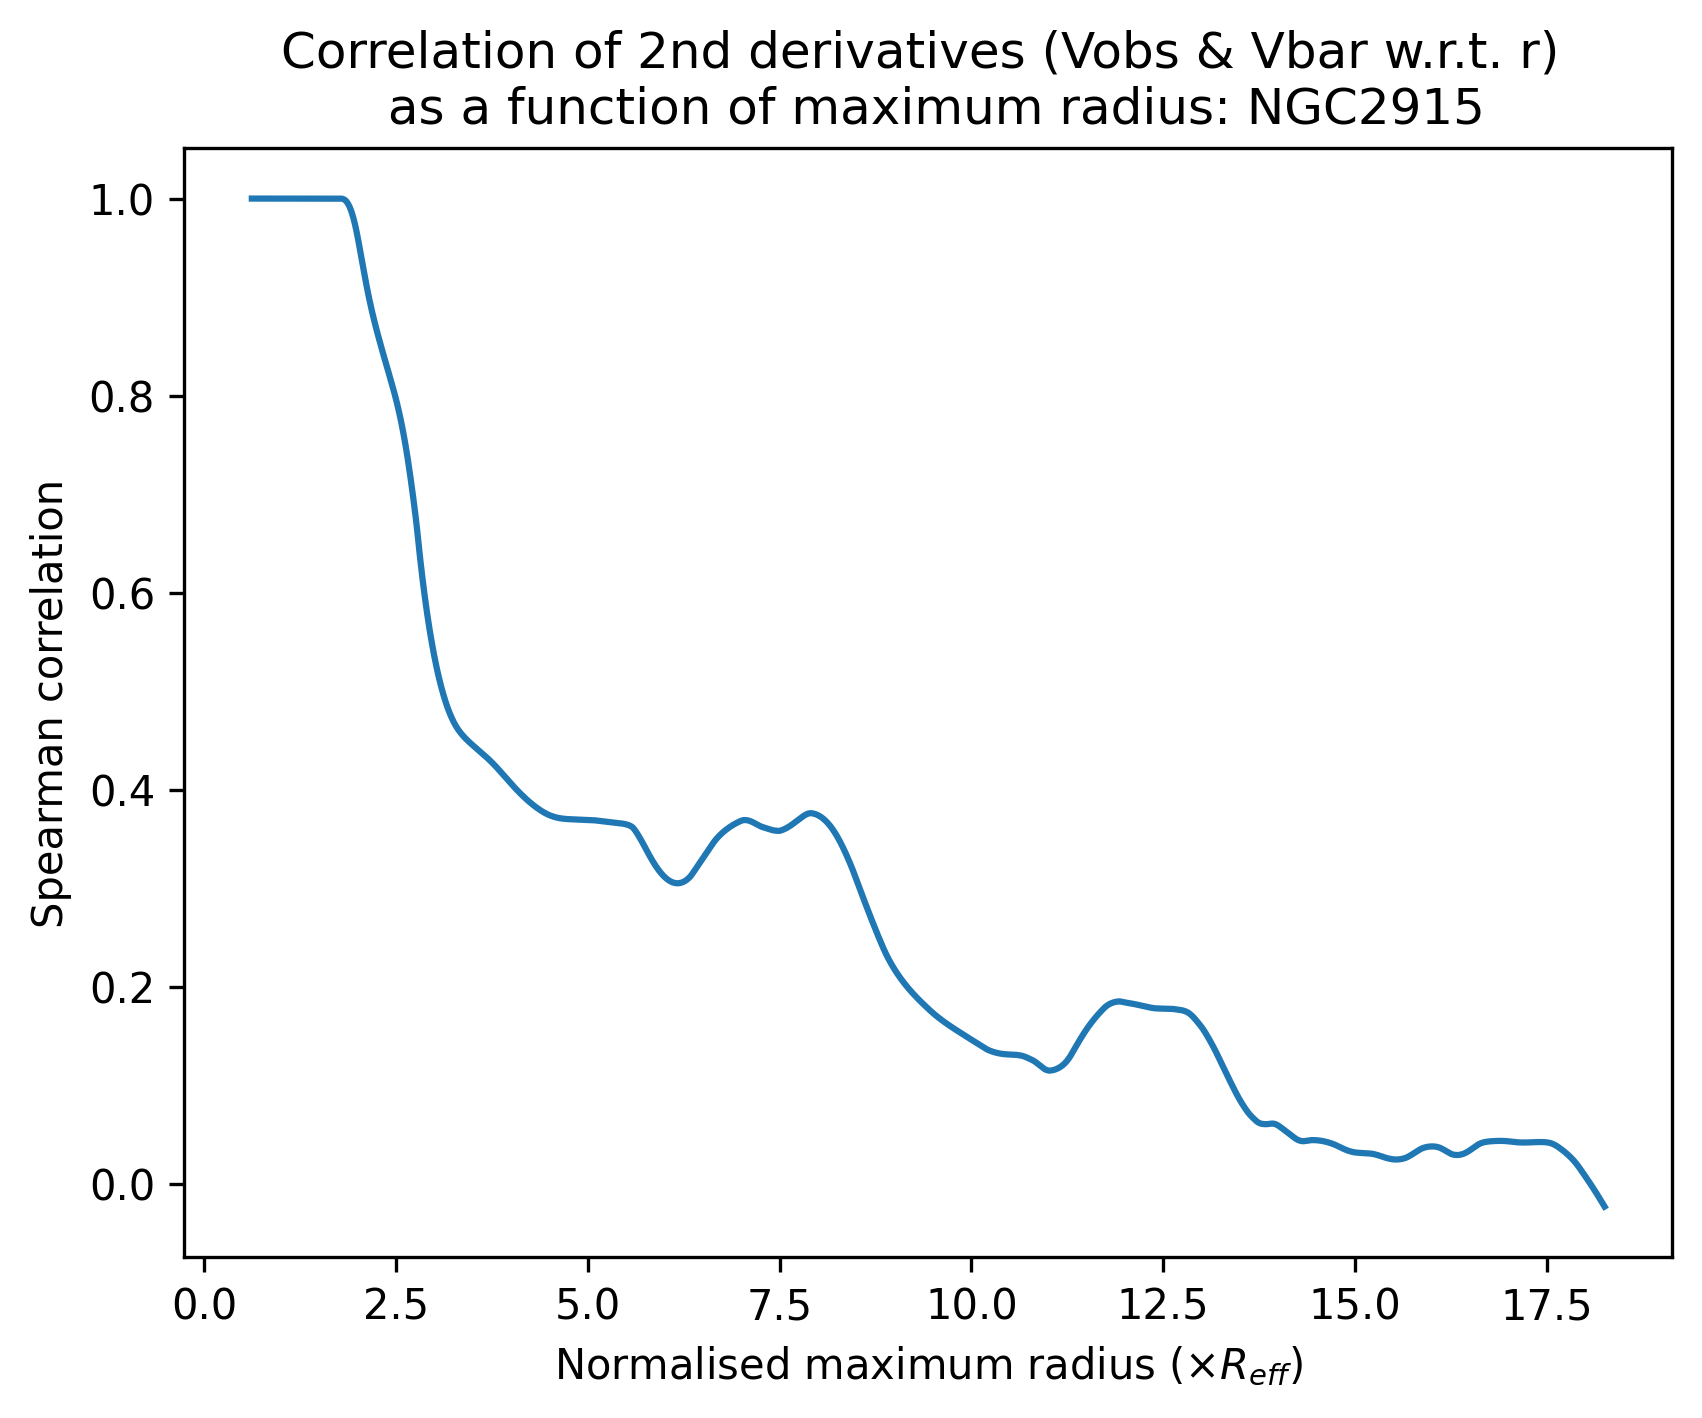 Correlation of 2nd derivatives (Vobs & Vbar w.r.t. r)
as a function of maximum radius: NGC2915
Spearman correlation
1.0
0.8
0.6
0.4
0.2
0.0
0.0 2.5 5.0 7.5 10.0 12.5 15.0 17.5
Normalised maximum radius (×R_eff)